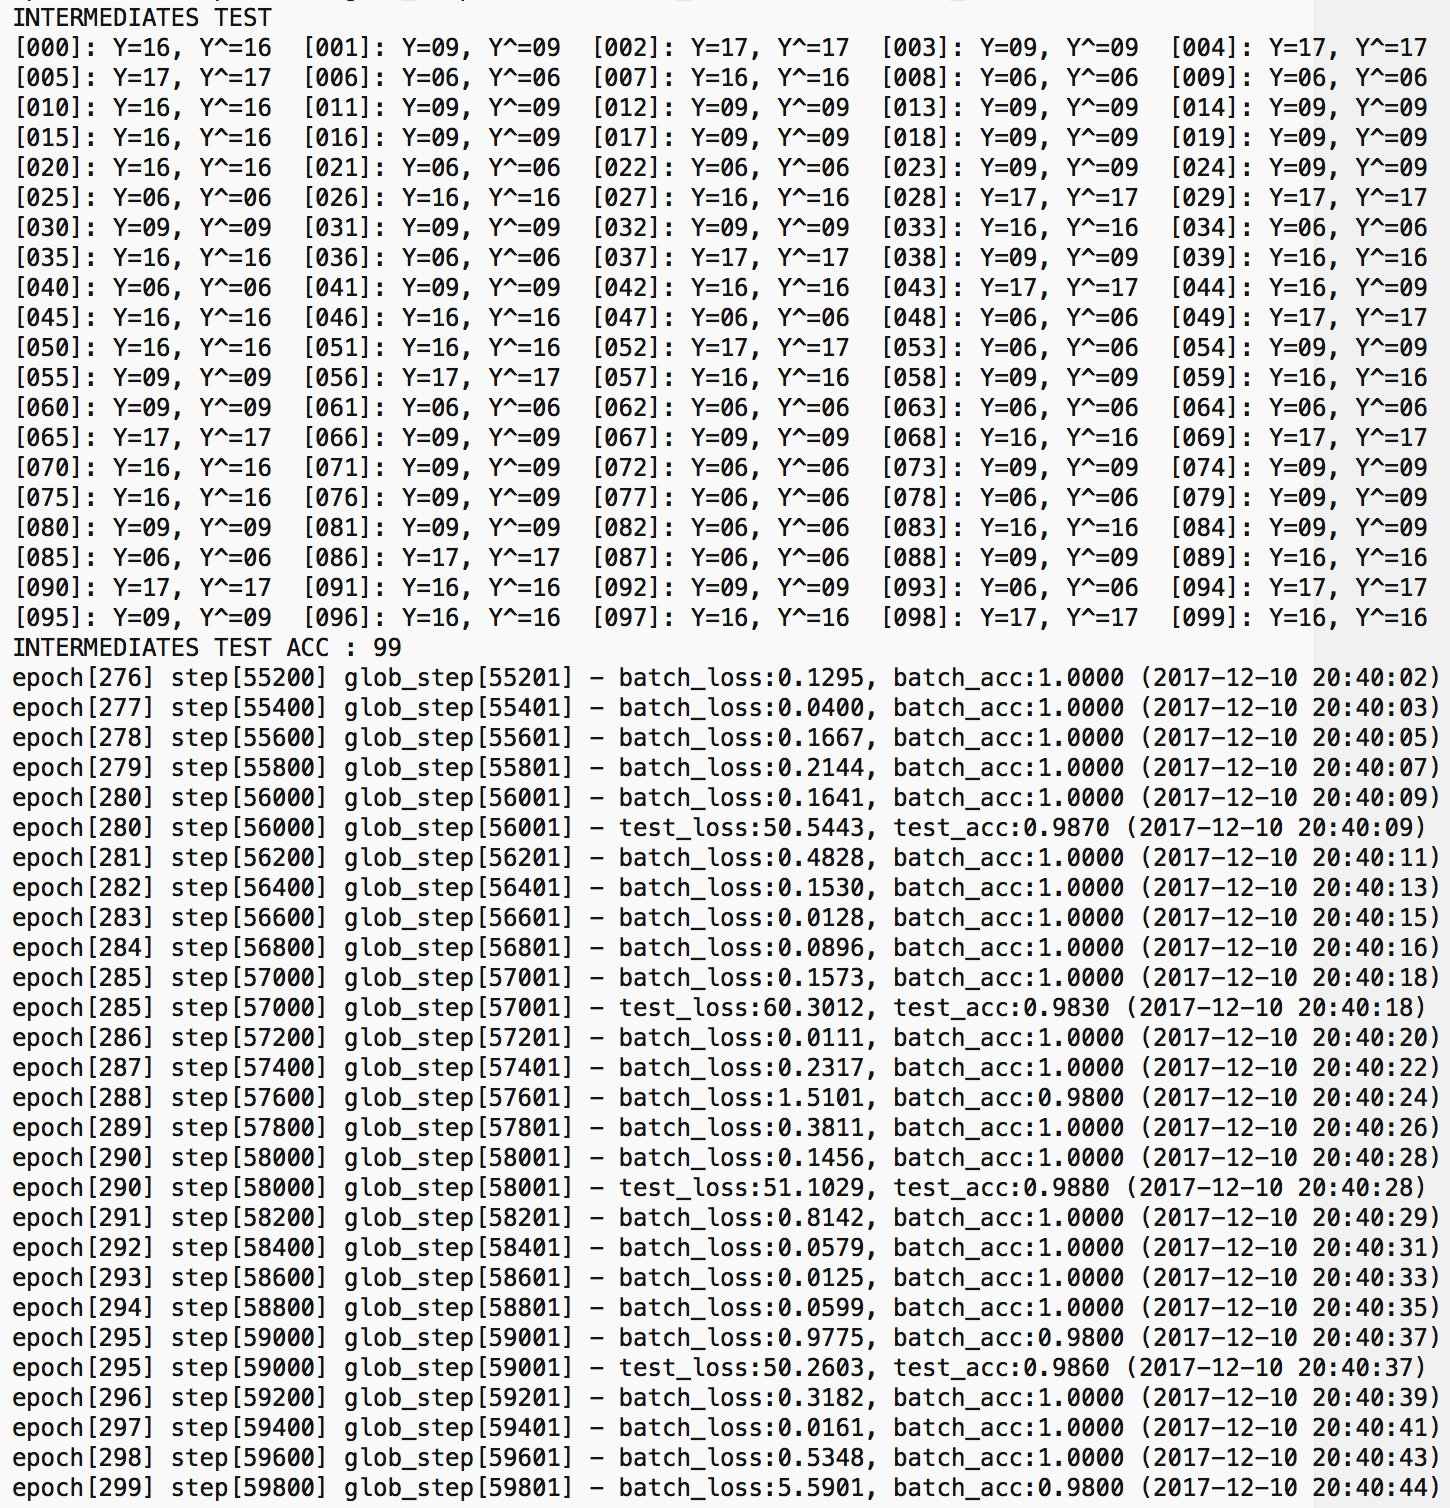 INTERMEDIATES TEST
[000]: Y=16, Y^=16  [001]: Y=09, Y^=09  [002]: Y=17, Y^=17  [003]: Y=09, Y^=09  [004]: Y=17, Y^=17
[005]: Y=17, Y^=17  [006]: Y=06, Y^=06  [007]: Y=16, Y^=16  [008]: Y=06, Y^=06  [009]: Y=06, Y^=06
[010]: Y=16, Y^=16  [011]: Y=09, Y^=09  [012]: Y=09, Y^=09  [013]: Y=09, Y^=09  [014]: Y=09, Y^=09
[015]: Y=16, Y^=16  [016]: Y=09, Y^=09  [017]: Y=09, Y^=09  [018]: Y=09, Y^=09  [019]: Y=09, Y^=09
[020]: Y=16, Y^=16  [021]: Y=06, Y^=06  [022]: Y=06, Y^=06  [023]: Y=09, Y^=09  [024]: Y=09, Y^=09
[025]: Y=06, Y^=06  [026]: Y=16, Y^=16  [027]: Y=16, Y^=16  [028]: Y=17, Y^=17  [029]: Y=17, Y^=17
[030]: Y=09, Y^=09  [031]: Y=09, Y^=09  [032]: Y=09, Y^=09  [033]: Y=16, Y^=16  [034]: Y=06, Y^=06
[035]: Y=16, Y^=16  [036]: Y=06, Y^=06  [037]: Y=17, Y^=17  [038]: Y=09, Y^=09  [039]: Y=16, Y^=16
[040]: Y=06, Y^=06  [041]: Y=09, Y^=09  [042]: Y=16, Y^=16  [043]: Y=17, Y^=17  [044]: Y=16, Y^=09
[045]: Y=16, Y^=16  [046]: Y=16, Y^=16  [047]: Y=06, Y^=06  [048]: Y=06, Y^=06  [049]: Y=17, Y^=17
[050]: Y=16, Y^=16  [051]: Y=16, Y^=16  [052]: Y=17, Y^=17  [053]: Y=06, Y^=06  [054]: Y=09, Y^=09
[055]: Y=09, Y^=09  [056]: Y=17, Y^=17  [057]: Y=16, Y^=16  [058]: Y=09, Y^=09  [059]: Y=16, Y^=16
[060]: Y=09, Y^=09  [061]: Y=06, Y^=06  [062]: Y=06, Y^=06  [063]: Y=06, Y^=06  [064]: Y=06, Y^=06
[065]: Y=17, Y^=17  [066]: Y=09, Y^=09  [067]: Y=09, Y^=09  [068]: Y=16, Y^=16  [069]: Y=17, Y^=17
[070]: Y=16, Y^=16  [071]: Y=09, Y^=09  [072]: Y=06, Y^=06  [073]: Y=09, Y^=09  [074]: Y=09, Y^=09
[075]: Y=16, Y^=16  [076]: Y=09, Y^=09  [077]: Y=06, Y^=06  [078]: Y=06, Y^=06  [079]: Y=09, Y^=09
[080]: Y=09, Y^=09  [081]: Y=09, Y^=09  [082]: Y=06, Y^=06  [083]: Y=16, Y^=16  [084]: Y=09, Y^=09
[085]: Y=06, Y^=06  [086]: Y=17, Y^=17  [087]: Y=06, Y^=06  [088]: Y=09, Y^=09  [089]: Y=16, Y^=16
[090]: Y=17, Y^=17  [091]: Y=16, Y^=16  [092]: Y=09, Y^=09  [093]: Y=06, Y^=06  [094]: Y=17, Y^=17
[095]: Y=09, Y^=09  [096]: Y=16, Y^=16  [097]: Y=16, Y^=16  [098]: Y=17, Y^=17  [099]: Y=16, Y^=16
INTERMEDIATES TEST ACC : 99
epoch[276] step[55200] glob_step[55201] - batch_loss:0.1295, batch_acc:1.0000 (2017-12-10 20:40:02)
epoch[277] step[55400] glob_step[55401] - batch_loss:0.0400, batch_acc:1.0000 (2017-12-10 20:40:03)
epoch[278] step[55600] glob_step[55601] - batch_loss:0.1667, batch_acc:1.0000 (2017-12-10 20:40:05)
epoch[279] step[55800] glob_step[55801] - batch_loss:0.2144, batch_acc:1.0000 (2017-12-10 20:40:07)
epoch[280] step[56000] glob_step[56001] - batch_loss:0.1641, batch_acc:1.0000 (2017-12-10 20:40:09)
epoch[280] step[56000] glob_step[56001] - test_loss:50.5443, test_acc:0.9870 (2017-12-10 20:40:09)
epoch[281] step[56200] glob_step[56201] - batch_loss:0.4828, batch_acc:1.0000 (2017-12-10 20:40:11)
epoch[282] step[56400] glob_step[56401] - batch_loss:0.1530, batch_acc:1.0000 (2017-12-10 20:40:13)
epoch[283] step[56600] glob_step[56601] - batch_loss:0.0128, batch_acc:1.0000 (2017-12-10 20:40:15)
epoch[284] step[56800] glob_step[56801] - batch_loss:0.0896, batch_acc:1.0000 (2017-12-10 20:40:16)
epoch[285] step[57000] glob_step[57001] - batch_loss:0.1573, batch_acc:1.0000 (2017-12-10 20:40:18)
epoch[285] step[57000] glob_step[57001] - test_loss:60.3012, test_acc:0.9830 (2017-12-10 20:40:18)
epoch[286] step[57200] glob_step[57201] - batch_loss:0.0111, batch_acc:1.0000 (2017-12-10 20:40:20)
epoch[287] step[57400] glob_step[57401] - batch_loss:0.2317, batch_acc:1.0000 (2017-12-10 20:40:22)
epoch[288] step[57600] glob_step[57601] - batch_loss:1.5101, batch_acc:0.9800 (2017-12-10 20:40:24)
epoch[289] step[57800] glob_step[57801] - batch_loss:0.3811, batch_acc:1.0000 (2017-12-10 20:40:26)
epoch[290] step[58000] glob_step[58001] - batch_loss:0.1456, batch_acc:1.0000 (2017-12-10 20:40:28)
epoch[290] step[58000] glob_step[58001] - test_loss:51.1029, test_acc:0.9880 (2017-12-10 20:40:28)
epoch[291] step[58200] glob_step[58201] - batch_loss:0.8142, batch_acc:1.0000 (2017-12-10 20:40:29)
epoch[292] step[58400] glob_step[58401] - batch_loss:0.0579, batch_acc:1.0000 (2017-12-10 20:40:31)
epoch[293] step[58600] glob_step[58601] - batch_loss:0.0125, batch_acc:1.0000 (2017-12-10 20:40:33)
epoch[294] step[58800] glob_step[58801] - batch_loss:0.0599, batch_acc:1.0000 (2017-12-10 20:40:35)
epoch[295] step[59000] glob_step[59001] - batch_loss:0.9775, batch_acc:0.9800 (2017-12-10 20:40:37)
epoch[295] step[59000] glob_step[59001] - test_loss:50.2603, test_acc:0.9860 (2017-12-10 20:40:37)
epoch[296] step[59200] glob_step[59201] - batch_loss:0.3182, batch_acc:1.0000 (2017-12-10 20:40:39)
epoch[297] step[59400] glob_step[59401] - batch_loss:0.0161, batch_acc:1.0000 (2017-12-10 20:40:41)
epoch[298] step[59600] glob_step[59601] - batch_loss:0.5348, batch_acc:1.0000 (2017-12-10 20:40:43)
epoch[299] step[59800] glob_step[59801] - batch_loss:5.5901, batch_acc:0.9800 (2017-12-10 20:40:44)